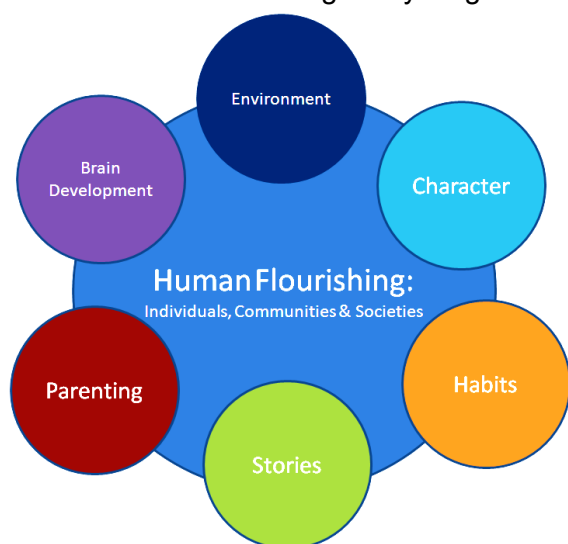 Environment
Brain
Development
Character
Human Flourishing:
Individuals, Communities & Societies
Parenting
Habits
Stories